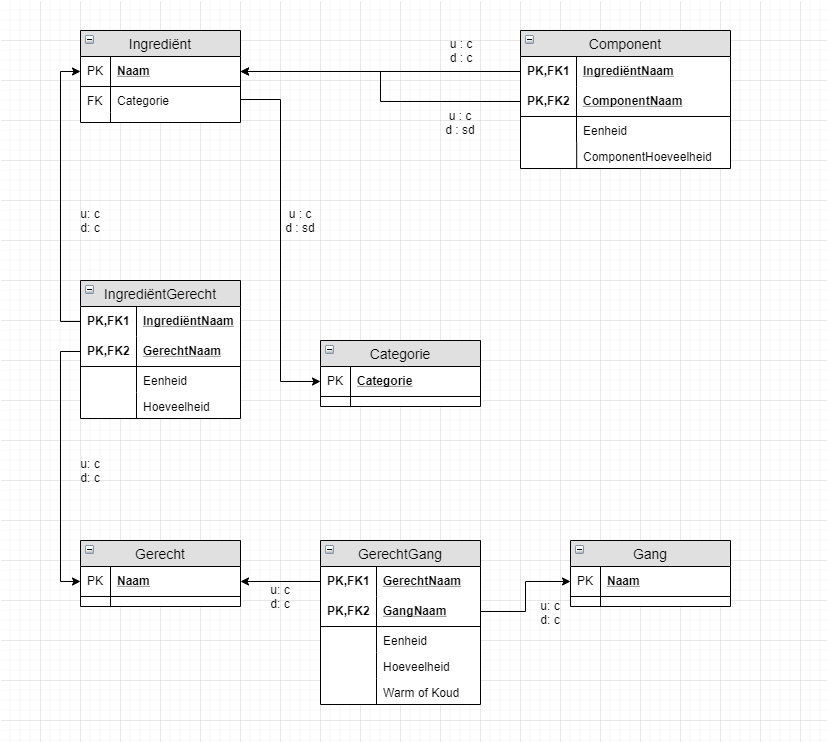 Ingrediënt
PK Naam
FK Categorie
u : c
d : c
Component
PK,FK1 IngrediëntNaam
PK,FK2 ComponentNaam
Eenheid
ComponentHoeveelheid
u : c
d : sd
u: c
d: c
u : c
d : sd
IngrediëntGerecht
PK,FK1 IngrediëntNaam
PK,FK2 GerechtNaam
Eenheid
Hoeveelheid
Categorie
PK Categorie
u: c
d: c
Gerecht
PK Naam
u: c
d: c
GerechtGang
PK,FK1 GerechtNaam
PK,FK2 GangNaam
Eenheid
Hoeveelheid
Warm of Koud
u: c
d: c
Gang
PK Naam